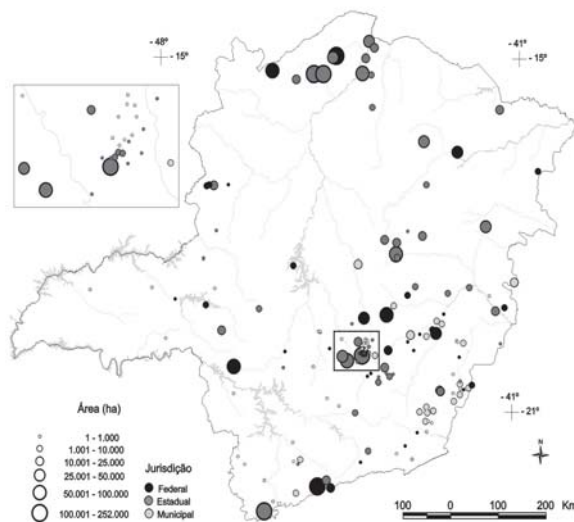 - 48º
- 15º
- 41º
- 15º
- 41º
- 21º
Área (ha)
1 - 1.000
1.001 - 10.000
10.001 - 25.000
25.001 - 50.000
50.001 - 100.000
100.001 - 252.000
Jurisdição
Federal
Estadual
Municipal
N
100 0 100 200 Km